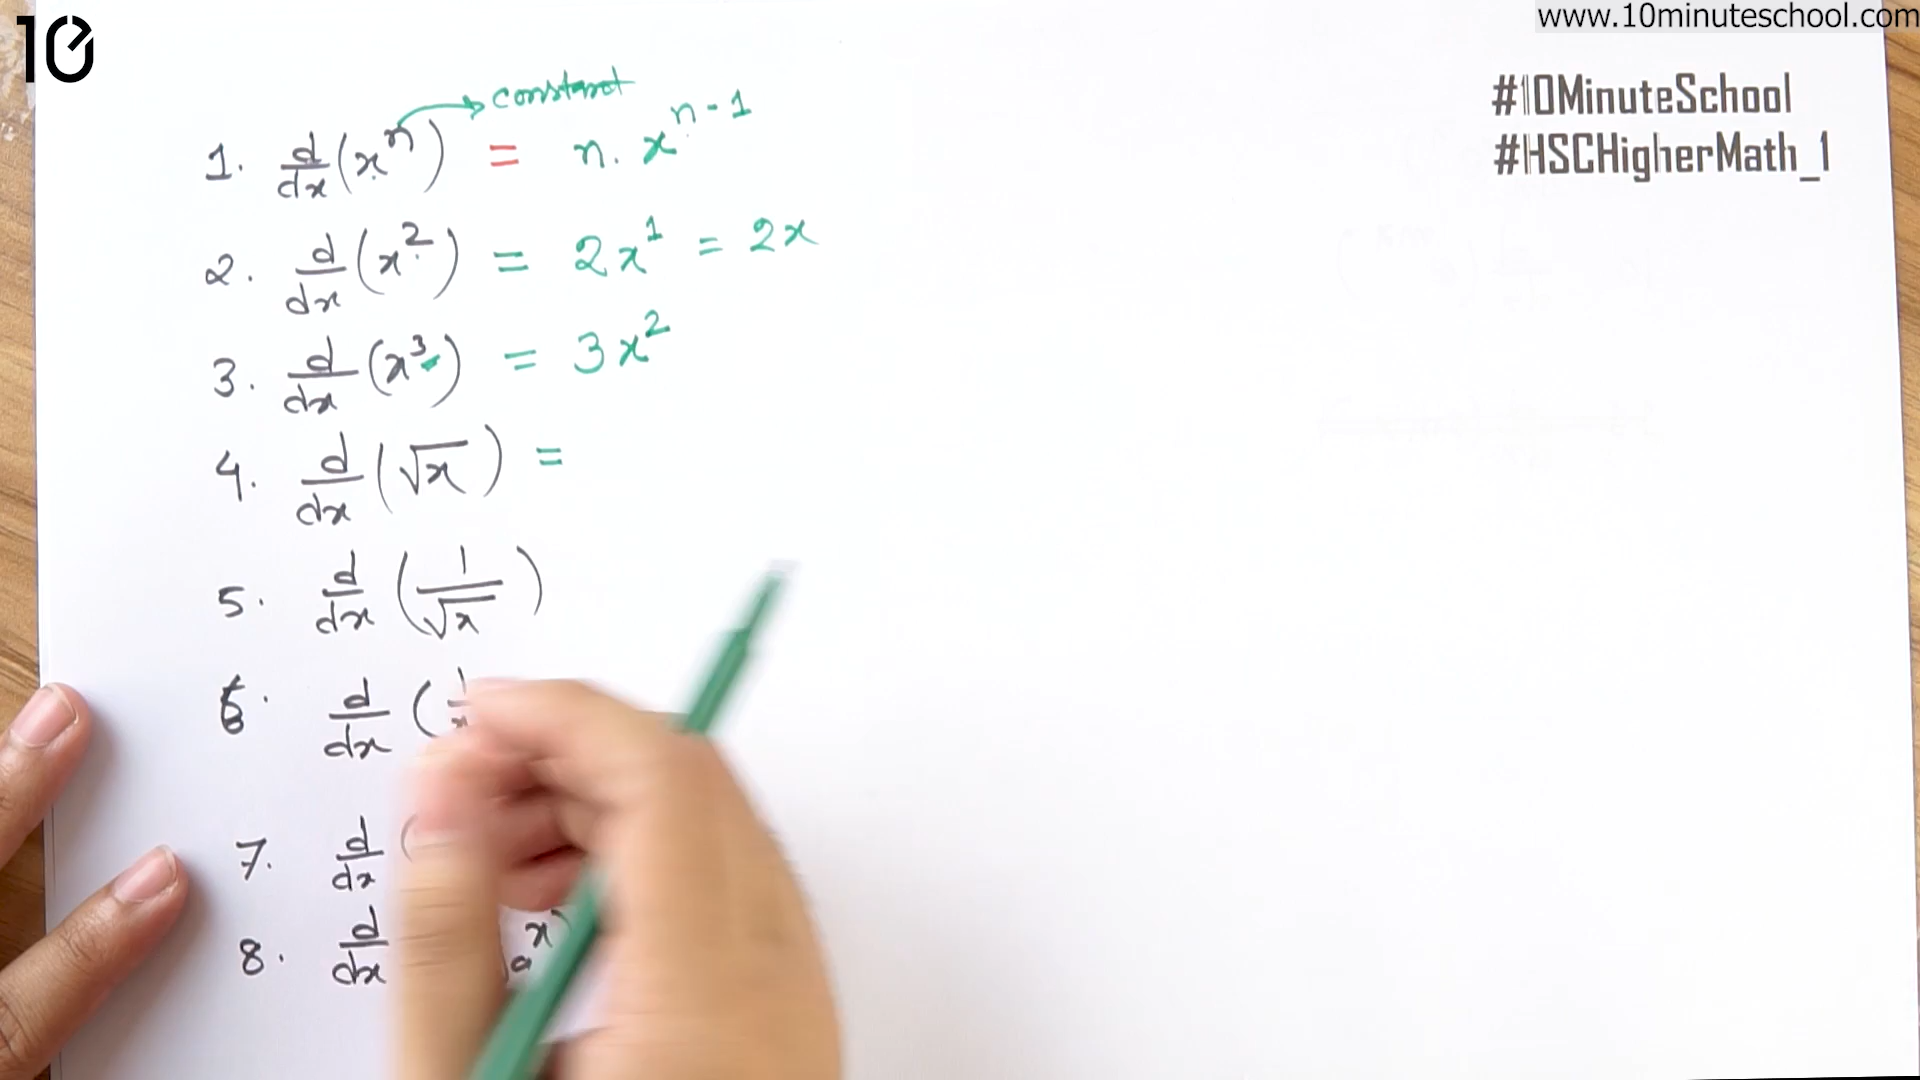 10
www.10minuteschool.com
#10MinuteSchool
#HSCHigherMath_1
constant
1. d/dx (x^n) = n. x^{n-1}
2. d/dx (x^2) = 2x^1 = 2x
3. d/dx (x^3) = 3x^2
4. d/dx (√x) =
5. d/dx (1/√x)
6. d/dx (1/x
7. d/dx (
8. d/dx a^x)